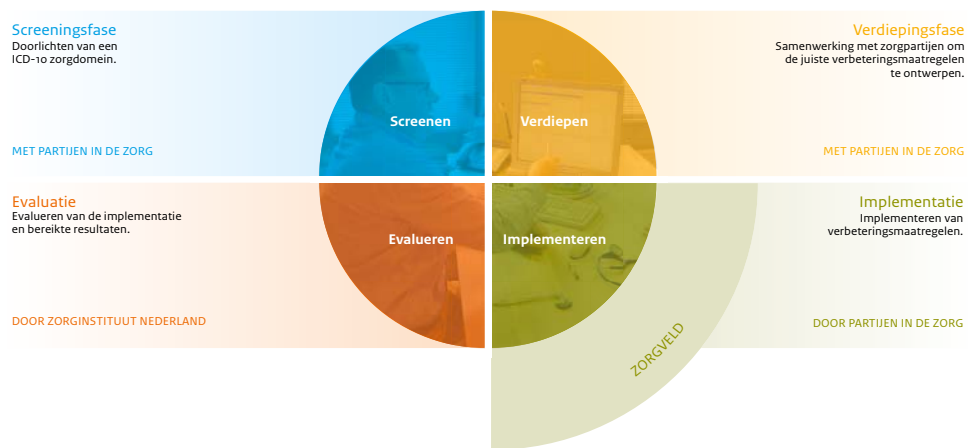 Screeningsfase
Doorlichten van een
ICD-10 zorgdomein.
MET PARTIJEN IN DE ZORG
Screenen
Verdiepen
Verdiepingsfase
Samenwerking met zorgpartijen om
de juiste verbeteringsmaatregelen
te ontwerpen.
MET PARTIJEN IN DE ZORG
Evaluatie
Evalueren van de implementatie
en bereikte resultaten.
DOOR ZORGINSTITUUT NEDERLAND
Evalueren
Implementeren
Implementatie
Implementeren van
verbeteringsmaatregelen.
DOOR PARTIJEN IN DE ZORG
ZORGVELD